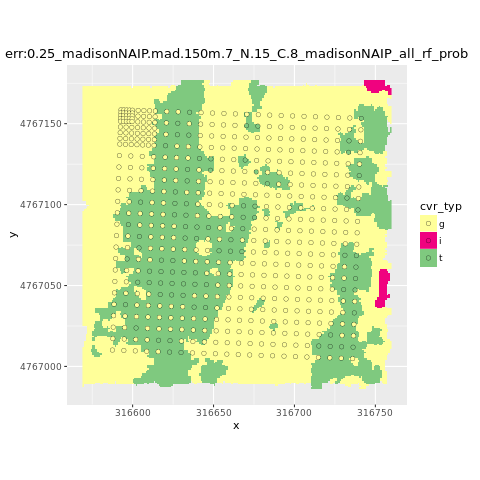 err:0.25_madisonNAIP.mad.150m.7_N.15_C.8_madisonNAIP_all_rf_prob
4767150
4767100
4767050
4767000
y
316600 316650 316700 316750
x
cvr_typ
g
i
t